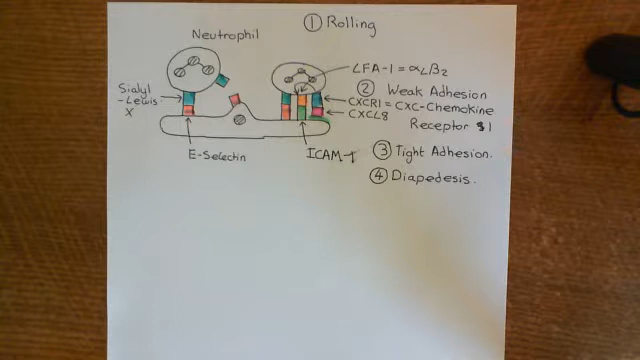 ① Rolling
Neutrophil
LFA-1 = αLβ2
② Weak Adhesion
Sialyl
-Lewis
X
CXCR1 = CXC-Chemokine
Receptor 1
CXCL8
E-Selectin
ICAM-1
③ Tight Adhesion.
④ Diapedesis.